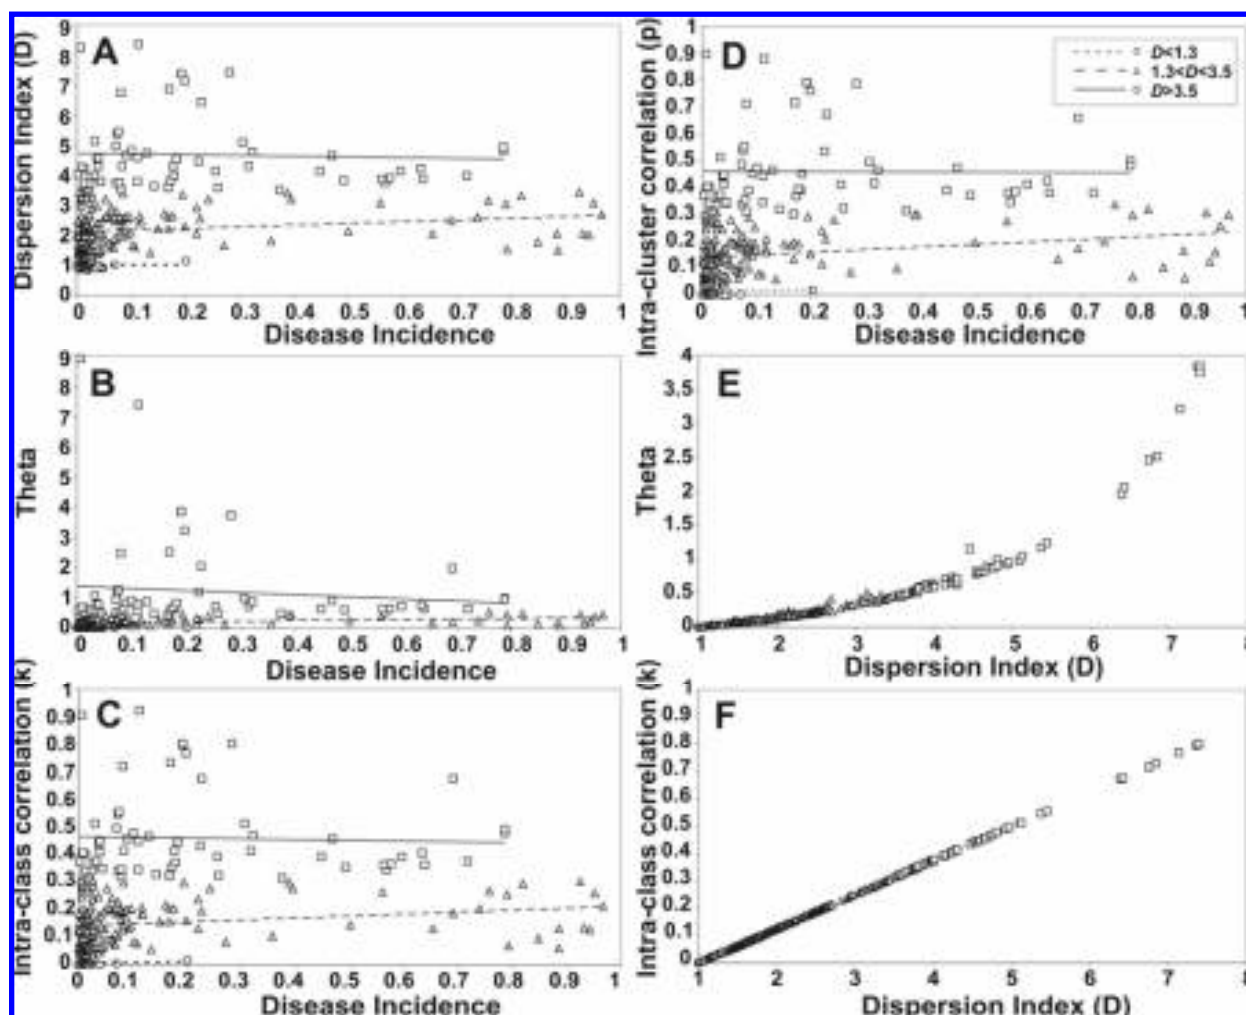 A
Dispersion Index (D)
9
8
7
6
5
4
3
2
1
0
0 0.1 0.2 0.3 0.4 0.5 0.6 0.7 0.8 0.9 1
Disease Incidence
D
Intra-cluster correlation (p)
1
0.9
0.8
0.7
0.6
0.5
0.4
0.3
0.2
0.1
0
0 0.1 0.2 0.3 0.4 0.5 0.6 0.7 0.8 0.9 1
Disease Incidence
D<1.3
1.3<D<3.5
D>3.5
B
Theta
9
8
7
6
5
4
3
2
1
0
0 0.1 0.2 0.3 0.4 0.5 0.6 0.7 0.8 0.9 1
Disease Incidence
E
Theta
4
3.5
3
2.5
2
1.5
1
0.5
0
1 2 3 4 5 6 7 8
Dispersion Index (D)
C
Intra-class correlation (k)
1
0.9
0.8
0.7
0.6
0.5
0.4
0.3
0.2
0.1
0
0 0.1 0.2 0.3 0.4 0.5 0.6 0.7 0.8 0.9 1
Disease Incidence
F
Intra-class correlation (k)
1
0.9
0.8
0.7
0.6
0.5
0.4
0.3
0.2
0.1
0
1 2 3 4 5 6 7 8
Dispersion Index (D)